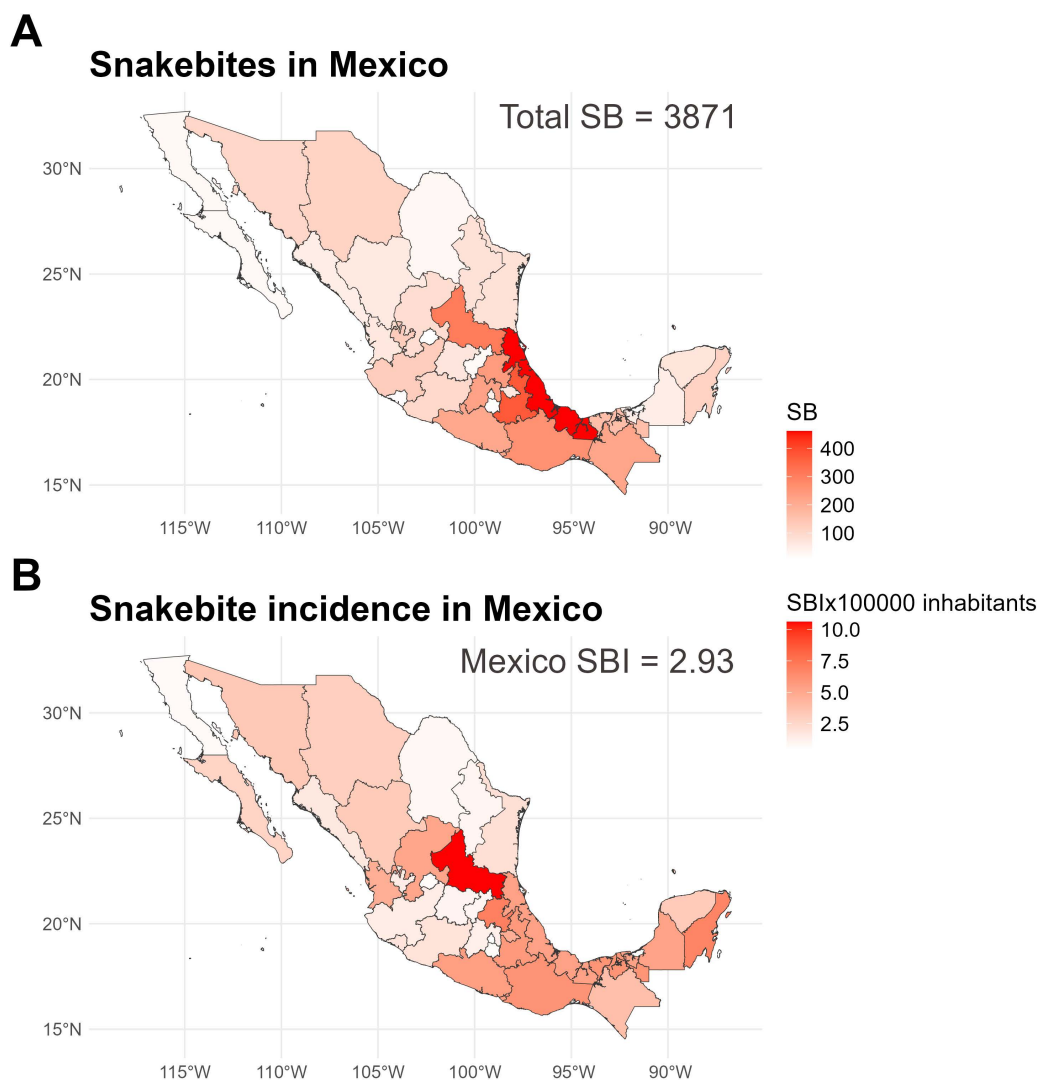 A
Snakebites in Mexico
Total SB = 3871
30°N
25°N
20°N
15°N
115°W 110°W 105°W 100°W 95°W 90°W
SB
400
300
200
100
B
Snakebite incidence in Mexico
Mexico SBI = 2.93
30°N
25°N
20°N
15°N
115°W 110°W 105°W 100°W 95°W 90°W
SBIx100000 inhabitants
10.0
7.5
5.0
2.5